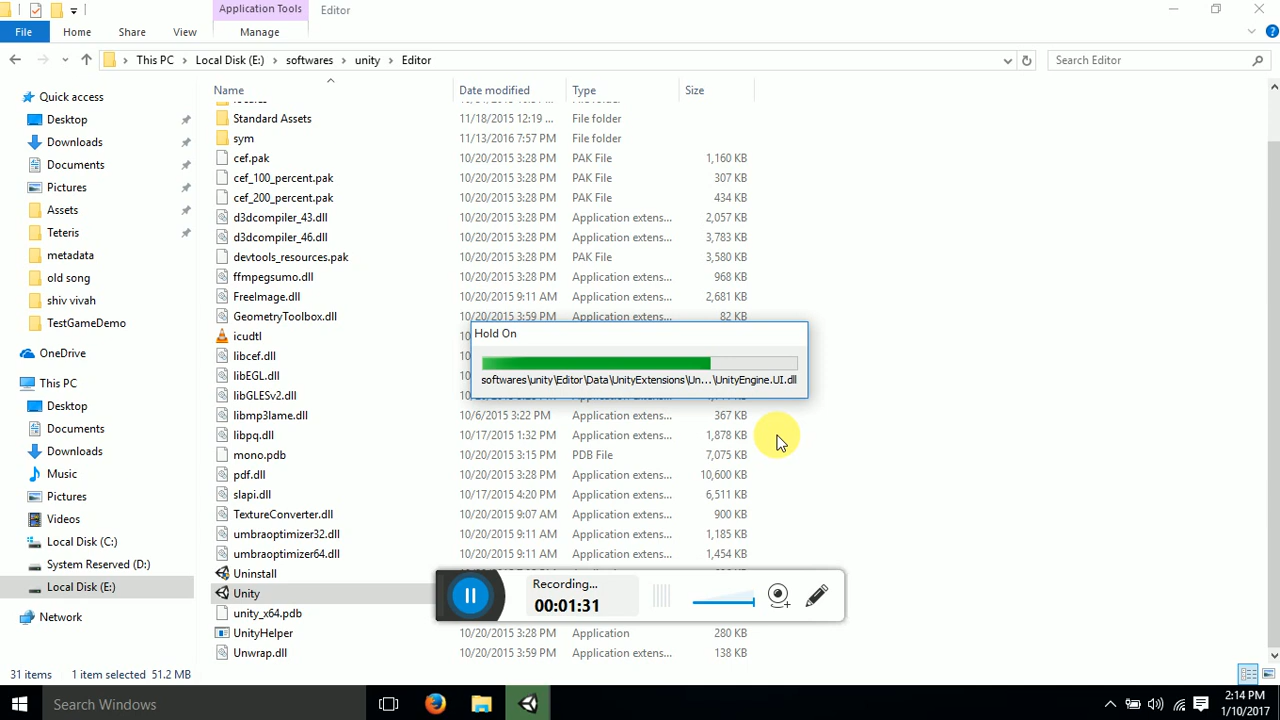 Application Tools
Editor
File
Home
Share
View
Manage
This PC
Local Disk (E:)
softwares
unity
Editor
Search Editor
Name
Date modified
Type
Size
Quick access
Desktop
Downloads
Documents
Pictures
Assets
Teteris
metadata
old song
shiv vivah
TestGameDemo
OneDrive
This PC
Desktop
Documents
Downloads
Music
Pictures
Videos
Local Disk (C:)
System Reserved (D:)
Local Disk (E:)
Network
Standard Assets 11/18/2015 12:19 ... File folder
sym 11/13/2016 7:57 PM File folder
cef.pak 10/20/2015 3:28 PM PAK File 1,160 KB
cef_100_percent.pak 10/20/2015 3:28 PM PAK File 307 KB
cef_200_percent.pak 10/20/2015 3:28 PM PAK File 434 KB
d3dcompiler_43.dll 10/20/2015 3:28 PM Application extens... 2,057 KB
d3dcompiler_46.dll 10/20/2015 3:28 PM Application extens... 3,783 KB
devtools_resources.pak 10/20/2015 3:28 PM PAK File 3,580 KB
ffmpegsumo.dll 10/20/2015 3:28 PM Application extens... 968 KB
FreeImage.dll 10/20/2015 9:11 AM Application extens... 2,681 KB
GeometryToolbox.dll 10/20/2015 3:59 PM Application extens... 82 KB
icudtl
libcef.dll
libEGL.dll
libGLESv2.dll
libmp3lame.dll 10/6/2015 3:22 PM Application extens... 367 KB
libpq.dll 10/17/2015 1:32 PM Application extens... 1,878 KB
mono.pdb 10/20/2015 3:15 PM PDB File 7,075 KB
pdf.dll 10/20/2015 3:28 PM Application extens... 10,600 KB
slapi.dll 10/17/2015 4:20 PM Application extens... 6,511 KB
TextureConverter.dll 10/20/2015 9:07 AM Application extens... 900 KB
umbraoptimizer32.dll 10/20/2015 9:11 AM Application extens... 1,185 KB
umbraoptimizer64.dll 10/20/2015 9:11 AM Application extens... 1,454 KB
Uninstall
Unity
unity_x64.pdb
UnityHelper 10/20/2015 3:28 PM Application 280 KB
Unwrap.dll 10/20/2015 3:59 PM Application extens... 138 KB
Hold On
softwares\unity\Editor\Data\UnityExtensions\Un...\UnityEngine.UI.dll
Recording...
00:01:31
31 items 1 item selected 51.2 MB
Search Windows
2:14 PM
1/10/2017